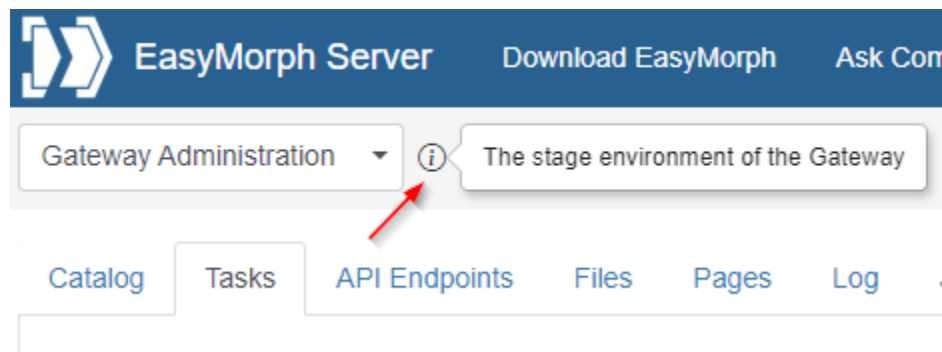 EasyMorph Server Download EasyMorph Ask
Gateway Administration The stage environment of the Gateway
Catalog Tasks API Endpoints Files Pages Log